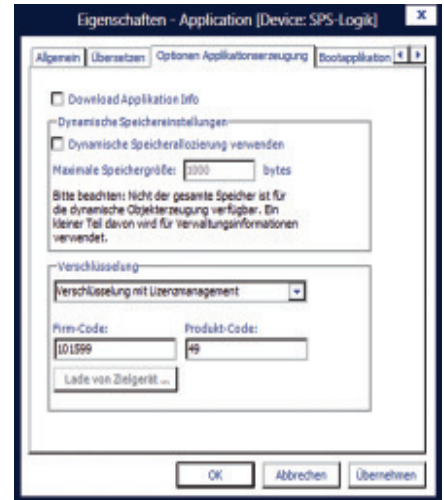 Eigenschaften - Application [Device: SPS-Logik]
Allgemein Übersetzen Optionen Applikationserzeugung Bootapplikation
Download Applikation Info
Dynamische Speichereinstellungen
Dynamische Speicherallozierung verwenden
Maximale Speichergröße: 1000 bytes
Bitte beachten: Nicht der gesamte Speicher ist für
die dynamische Objekterzeugung verfügbar. Ein
kleiner Teil davon wird für Verwaltungsinformationen
verwendet.
Verschlüsselung
Verschlüsselung mit Lizenzmanagement
Firm-Code: Produkt-Code:
101599 49
Lade von Zielgerät ...
OK Abbrechen Übernehmen